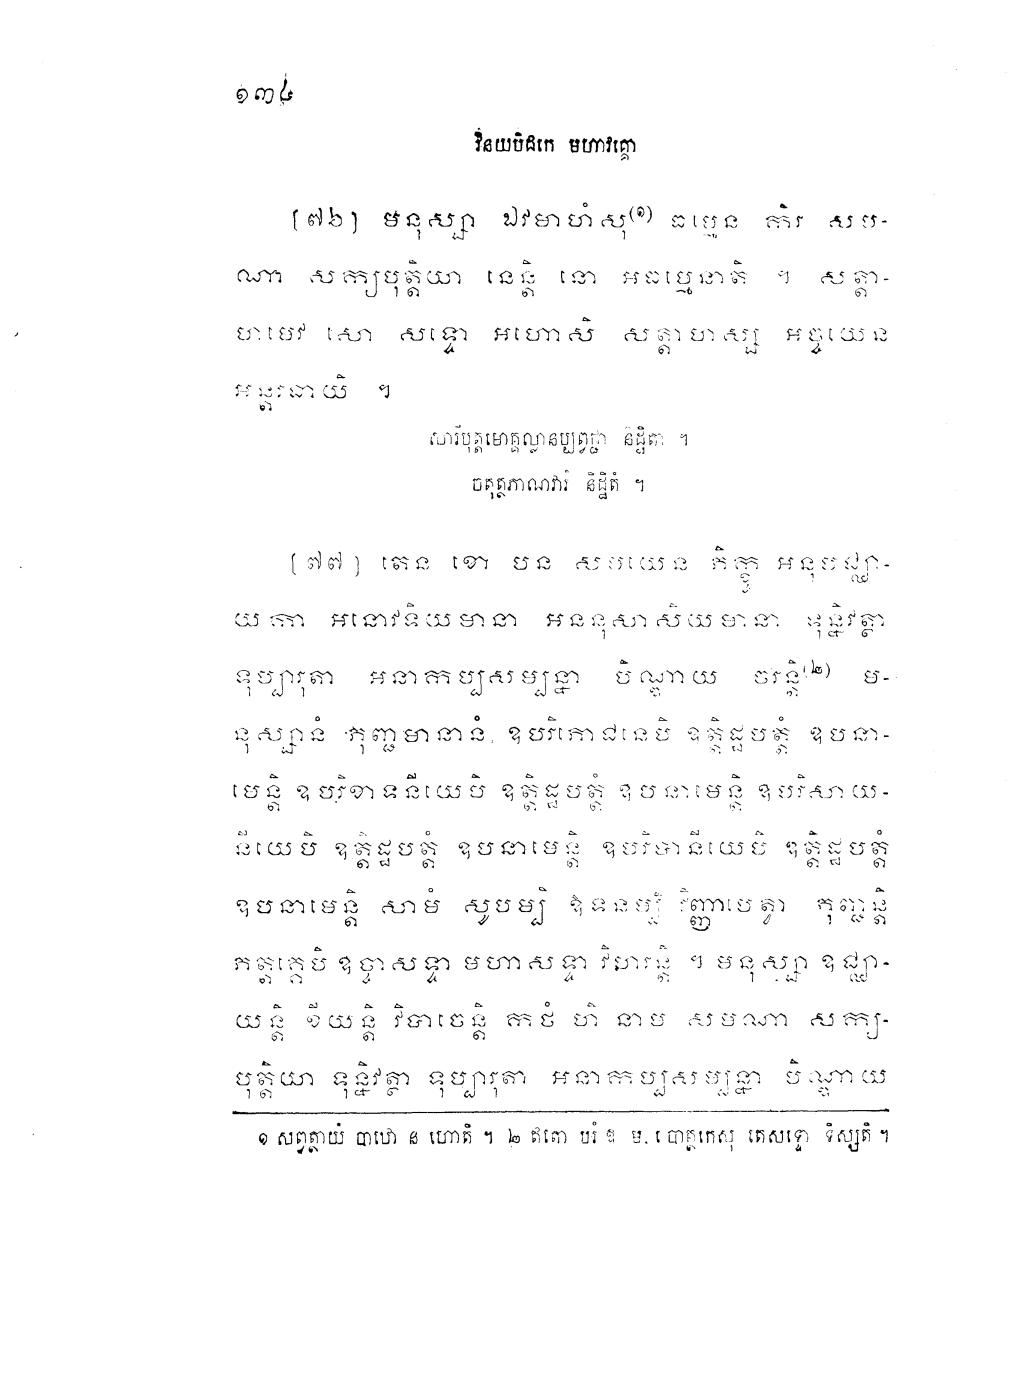 ១៣៤
វិនយបិដកេ មហាវគ្គោ
(៧៦) មនុស្សា ឯវមាហំសុ(១) ធម្មេន កិរ សម-
ណា សក្យបុត្តិយា នេន្តិ នោ អធម្មេនាតិ ។ សត្តា-
ហមេវ សោ សទ្ទោ អហោសិ សត្តាហស្ស អច្ចយេន
អន្តរធាយិ ។
សារីបុត្តមោគ្គល្លានប្បព្វជ្ជា និដ្ឋិតា ។
ចតុត្ថភាណវារំ និដ្ឋិតំ ។
(៧៧) តេន ខោ បន សមយេន ភិក្ខូ អនុបជ្ឈា-
យកា អនោវទិយមានា អននុសាសិយមានា ទុន្និវត្ថា
ទុប្បារុតា អនាកប្បសម្បន្នា បិណ្ឌាយ ចរន្តិ(២) ម-
នុស្សានំ ភុញ្ជមានានំ ឧបរិភោជនេបិ ឧត្តិដ្ឋបត្តំ ឧបនា-
មេន្តិ ឧបរិខាទនីយេបិ ឧត្តិដ្ឋបត្តំ ឧបនាមេន្តិ ឧបរិសាយ-
នីយេបិ ឧត្តិដ្ឋបត្តំ ឧបនាមេន្តិ ឧបរិបានីយេបិ ឧត្តិដ្ឋបត្តំ
ឧបនាមេន្តិ សាមំ សូបម្បិ ឱទនម្បិ វិញ្ញាបេត្វា ភុញ្ជន្តិ
ភត្តគ្គេបិ ឧច្ចាសទ្ទា មហាសទ្ទា វិហរន្តិ ។ មនុស្សា ឧជ្ឈា-
យន្តិ ខីយន្តិ វិបាចេន្តិ កថំ ហិ នាម សមណា សក្យ-
បុត្តិយា ទុន្និវត្ថា ទុប្បារុតា អនាកប្បសម្បន្នា បិណ្ឌាយ
១ សព្វត្ថាយំ បាឋោ ន ហោតិ ។ ២ ឥតោ បរំ ឱ ម. បោត្ថកេសុ តេសទ្ទោ ទិស្សតិ ។